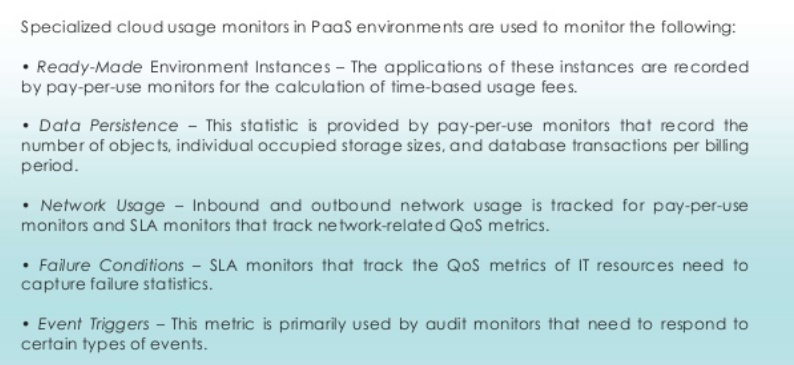 Specialized cloud usage monitors in PaaS environments are used to monitor the following:
• Ready-Made Environment Instances – The applications of these instances are recorded
by pay-per-use monitors for the calculation of time-based usage fees.
• Data Persistence – This statistic is provided by pay-per-use monitors that record the
number of objects, individual occupied storage sizes, and database transactions per billing
period.
• Network Usage – Inbound and outbound network usage is tracked for pay-per-use
monitors and SLA monitors that track network-related QoS metrics.
• Failure Conditions – SLA monitors that track the QoS metrics of IT resources need to
capture failure statistics.
• Event Triggers – This metric is primarily used by audit monitors that need to respond to
certain types of events.